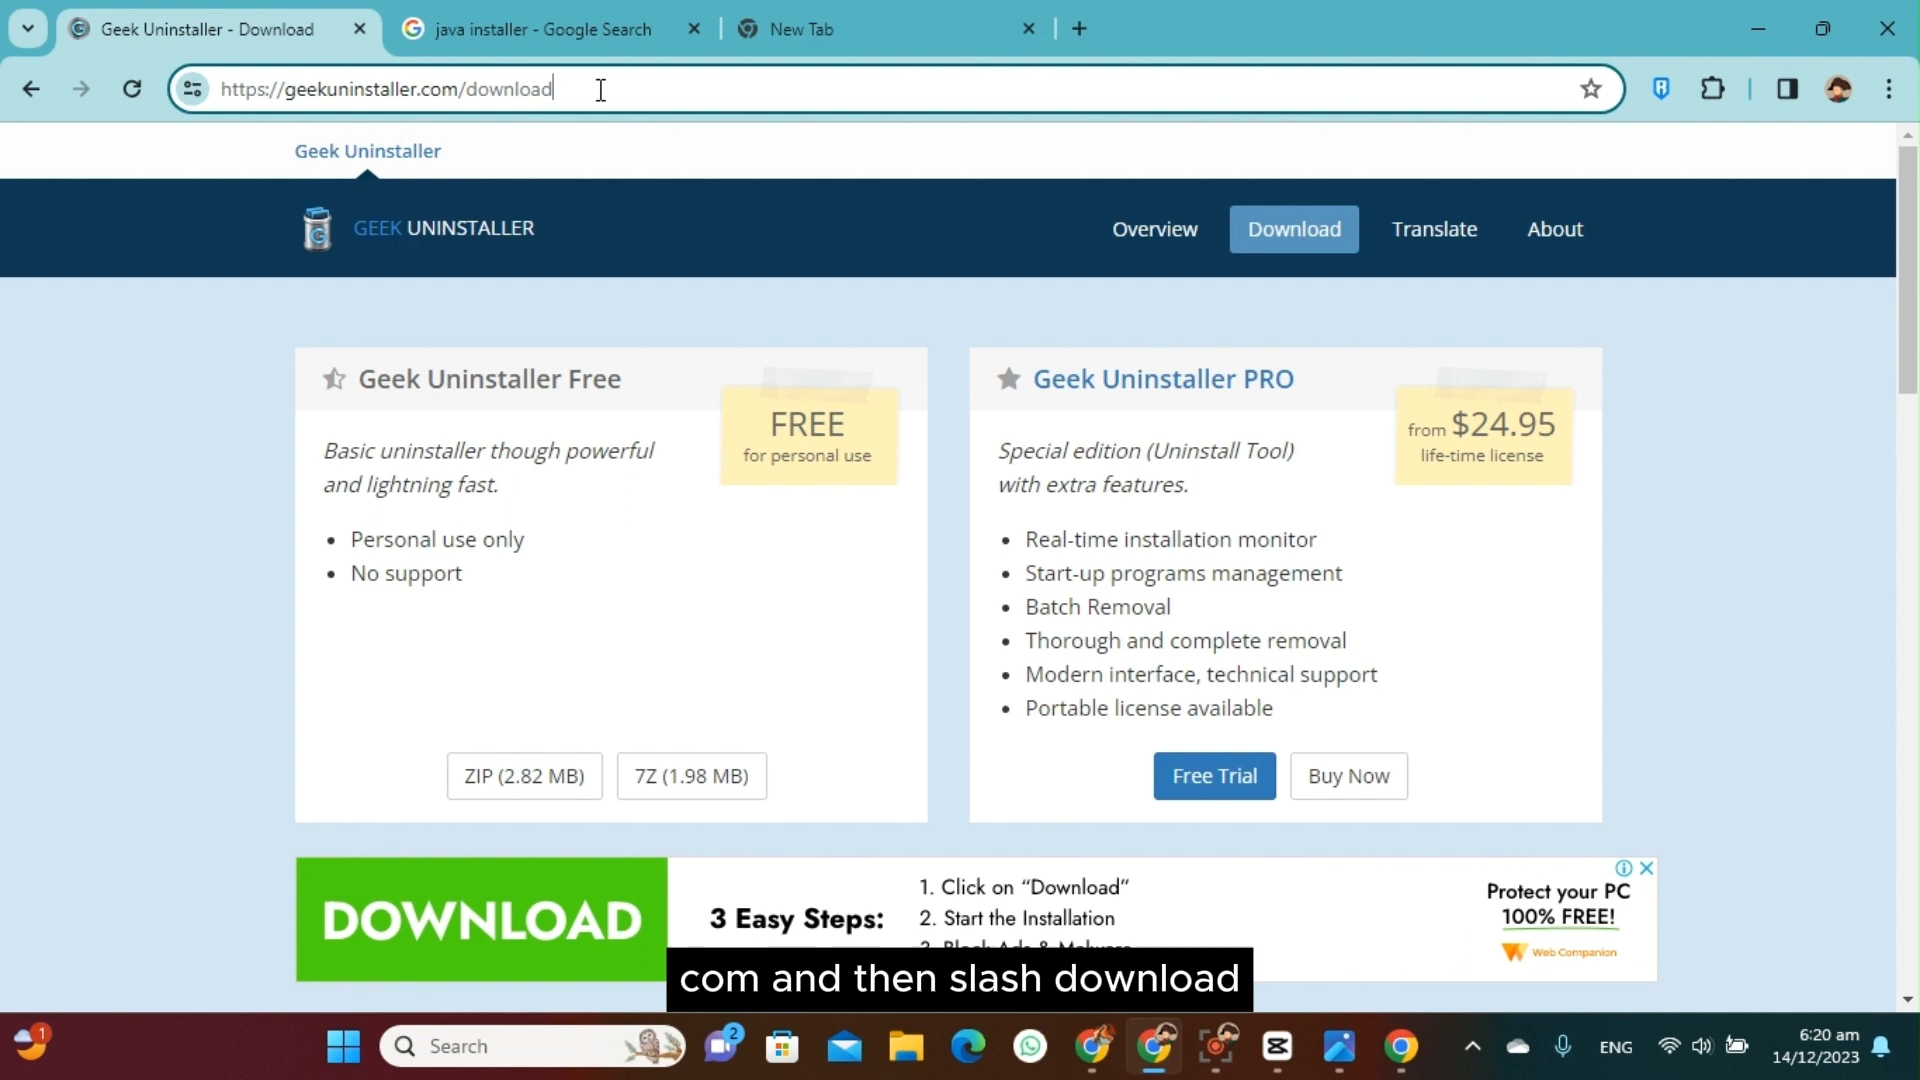 Geek Uninstaller - Download
java installer - Google Search
New Tab
https://geekuninstaller.com/download
Geek Uninstaller
GEEK UNINSTALLER
Overview
Download
Translate
About
Geek Uninstaller Free
FREE
for personal use
Basic uninstaller though powerful
and lightning fast.
• Personal use only
• No support
ZIP (2.82 MB)
7Z (1.98 MB)
Geek Uninstaller PRO
from $24.95
life-time license
Special edition (Uninstall Tool)
with extra features.
• Real-time installation monitor
• Start-up programs management
• Batch Removal
• Thorough and complete removal
• Modern interface, technical support
• Portable license available
Free Trial
Buy Now
DOWNLOAD
3 Easy Steps:
1. Click on “Download”
2. Start the Installation
3. Block Ads & Malware
Protect your PC
100% FREE!
Web Companion
com and then slash download
1
Search
2
ENG
6:20 am
14/12/2023